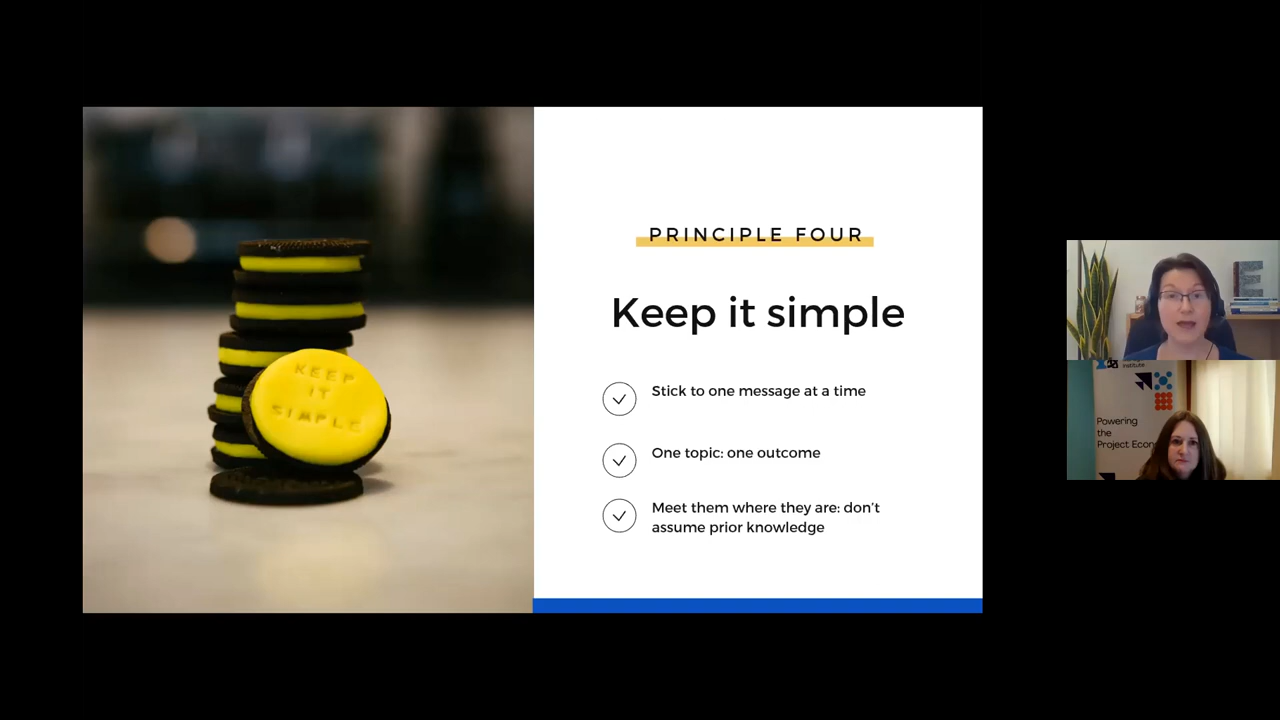 KEEP
IT
SIMPLE
PRINCIPLE FOUR
Keep it simple
Stick to one message at a time
One topic: one outcome
Meet them where they are: don't
assume prior knowledge
E
Institute
Powering
the
Project Econ